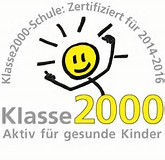 Klasse2000-Schule: Zertifiziert für 2014-2016
Klasse2000
Aktiv für gesunde Kinder